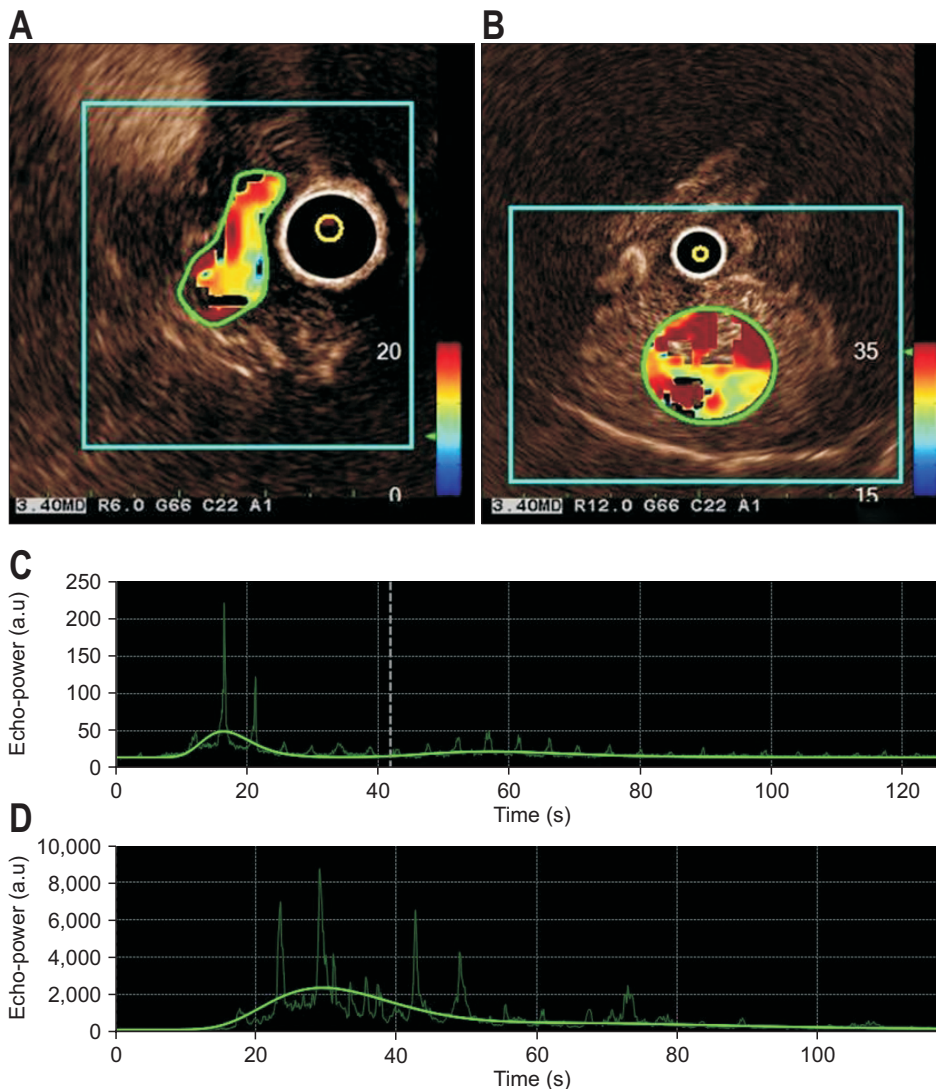 A
B
20
0
3.40MD R6.0 G66 C22 A1
35
15
3.40MD R12.0 G66 C22 A1
C
Echo-power (a.u)
250
200
150
100
50
0
0 20 40 60 80 100 120
Time (s)
D
Echo-power (a.u)
10,000
8,000
6,000
4,000
2,000
0
0 20 40 60 80 100
Time (s)